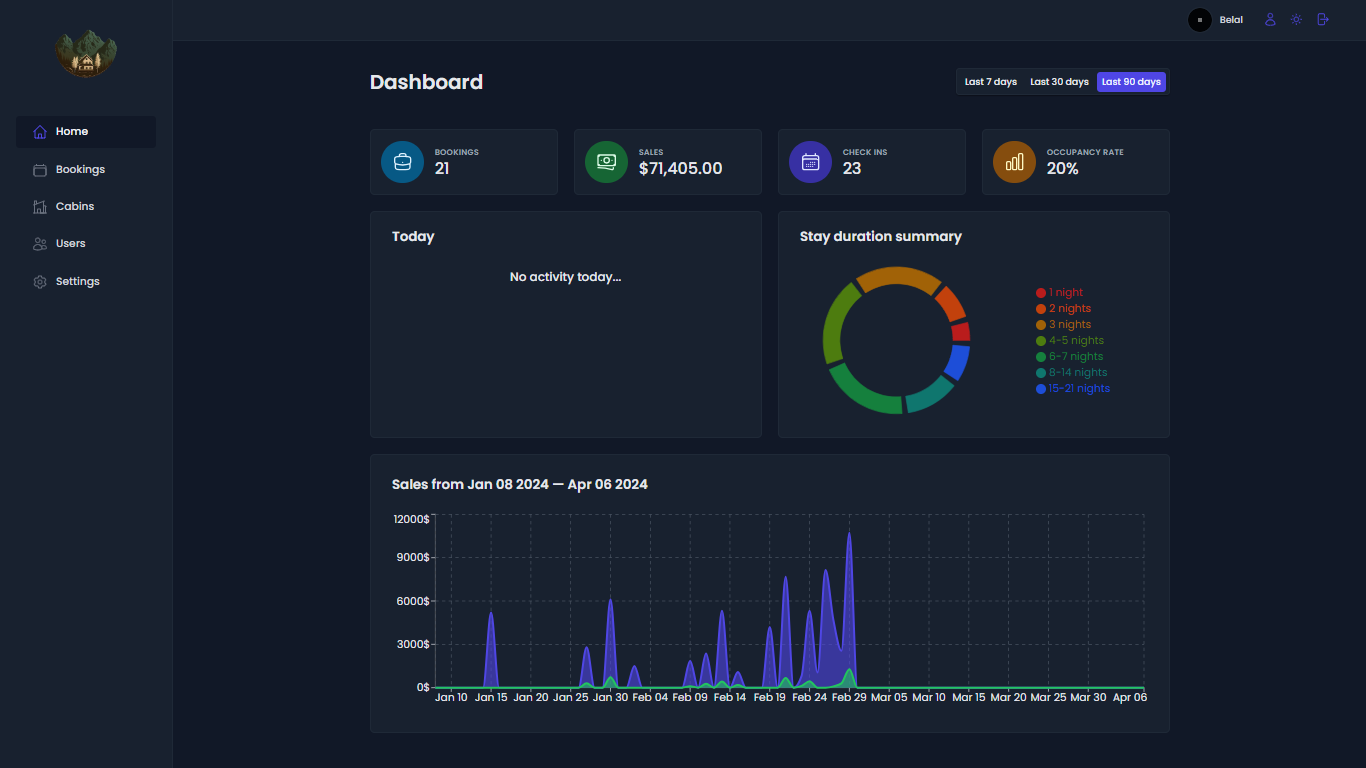 Belal
Home
Bookings
Cabins
Users
Settings
Dashboard
Last 7 days Last 30 days Last 90 days
BOOKINGS
21
SALES
$71,405.00
CHECK INS
23
OCCUPANCY RATE
20%
Today
No activity today...
Stay duration summary
1 night
2 nights
3 nights
4-5 nights
6-7 nights
8-14 nights
15-21 nights
Sales from Jan 08 2024 — Apr 06 2024
12000$
9000$
6000$
3000$
0$
Jan 10 Jan 15 Jan 20 Jan 25 Jan 30 Feb 04 Feb 09 Feb 14 Feb 19 Feb 24 Feb 29 Mar 05 Mar 10 Mar 15 Mar 20 Mar 25 Mar 30 Apr 06